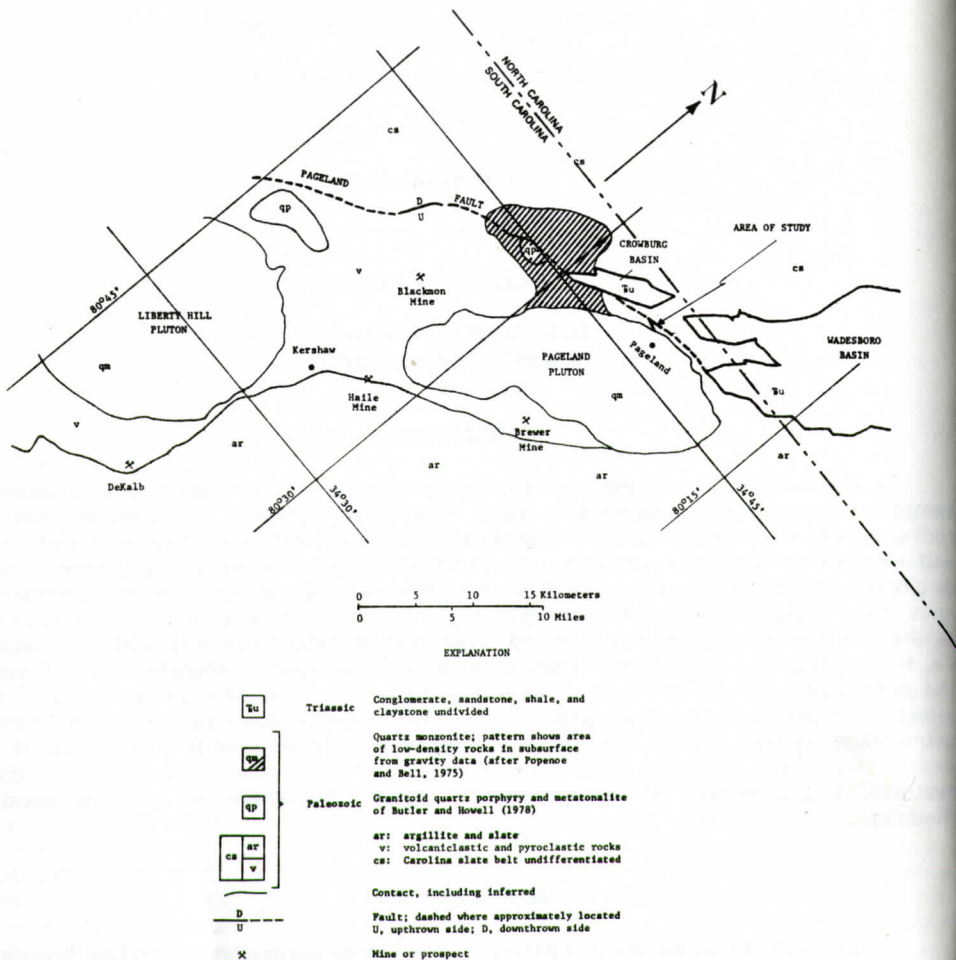 NORTH CAROLINA
SOUTH CAROLINA
N
cs
cs
PAGELAND
FAULT
D
U
qp
qp
AREA OF STUDY
CROWBURG
BASIN
cs
v
Blackmon
Mine
80°45'
LIBERTY HILL
PLUTON
Ꞇu
WADESBORO
BASIN
Kershaw
PAGELAND
PLUTON
Pageland
qm
Haile
Mine
qm
Ꞇu
v
Brewer
Mine
ar
ar
ar
ar
DeKalb
80°30'
34°30'
80°15'
34°45'
0 5 10 15 Kilometers
0 5 10 Miles
EXPLANATION
Ꞇu Triassic Conglomerate, sandstone, shale, and
claystone undivided
qm Quartz monzonite; pattern shows area
of low-density rocks in subsurface
from gravity data (after Popenoe
and Bell, 1975)
qp Paleozoic Granitoid quartz porphyry and metatonalite
of Butler and Howell (1978)
cs ar v
ar: argillite and slate
v: volcaniclastic and pyroclastic rocks
cs: Carolina slate belt undifferentiated
Contact, including inferred
D
U
Fault; dashed where approximately located
U, upthrown side; D, downthrown side
Mine or prospect